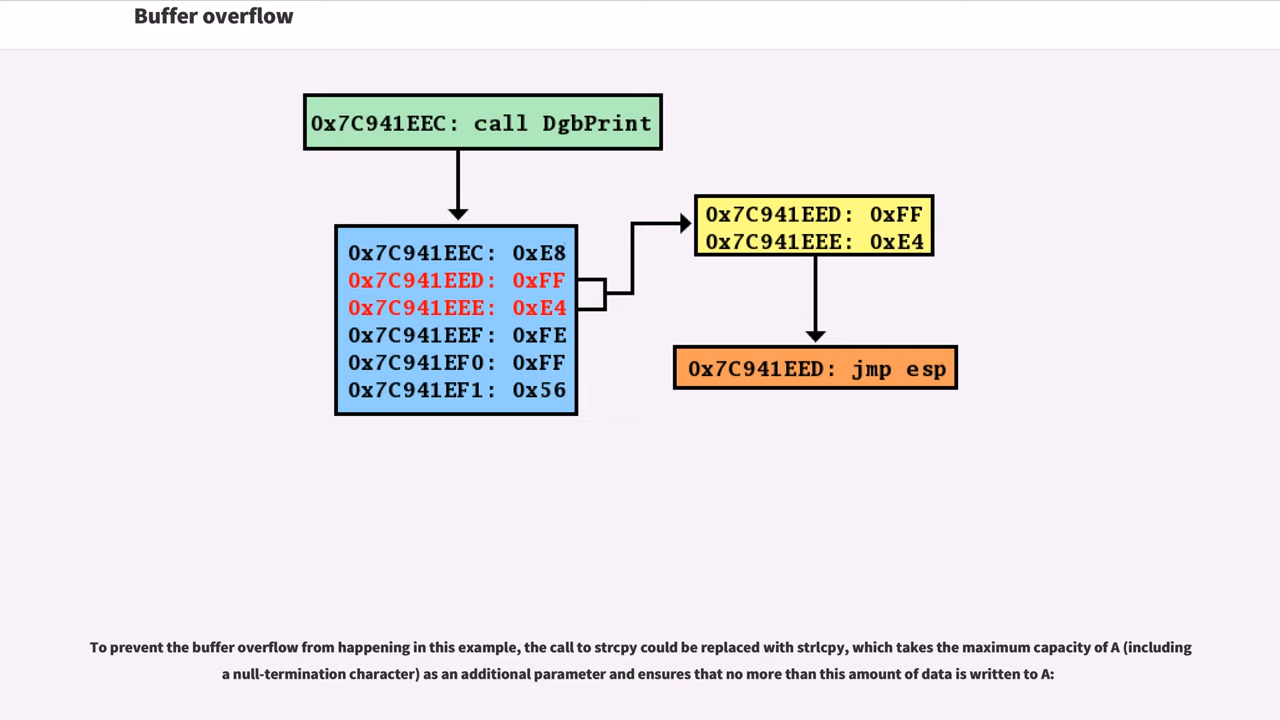 Buffer overflow
0x7C941EEC: call DgbPrint
0x7C941EEC: 0xE8
0x7C941EED: 0xFF
0x7C941EEE: 0xE4
0x7C941EEF: 0xFE
0x7C941EF0: 0xFF
0x7C941EF1: 0x56
0x7C941EED: 0xFF
0x7C941EEE: 0xE4
0x7C941EED: jmp esp
To prevent the buffer overflow from happening in this example, the call to strcpy could be replaced with strlcpy, which takes the maximum capacity of A (including
a null-termination character) as an additional parameter and ensures that no more than this amount of data is written to A: